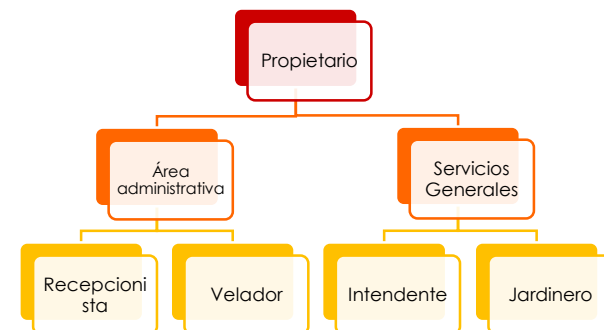 Propietario
Área
administrativa
Servicios
Generales
Recepcioni
sta
Velador
Intendente
Jardinero